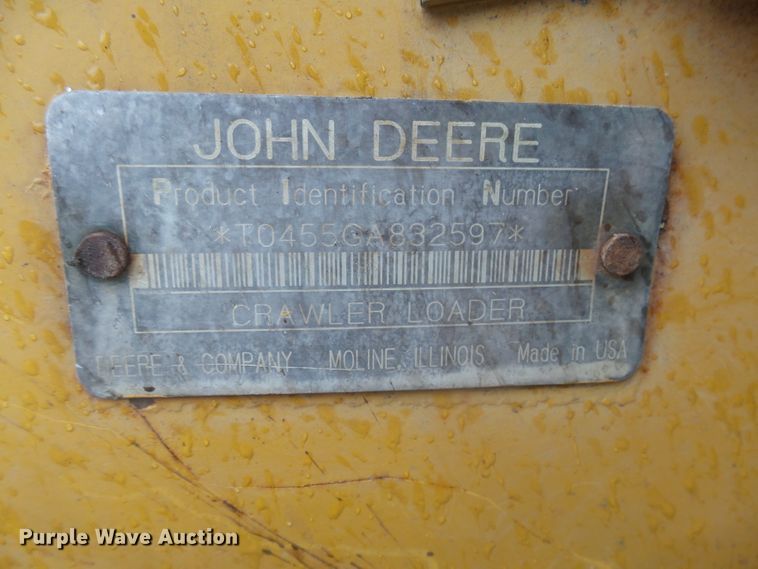 JOHN DEERE
Product Identification Number
*T0455GA832597*
CRAWLER LOADER
DEERE & COMPANY MOLINE, ILLINOIS Made in USA
Purple Wave Auction